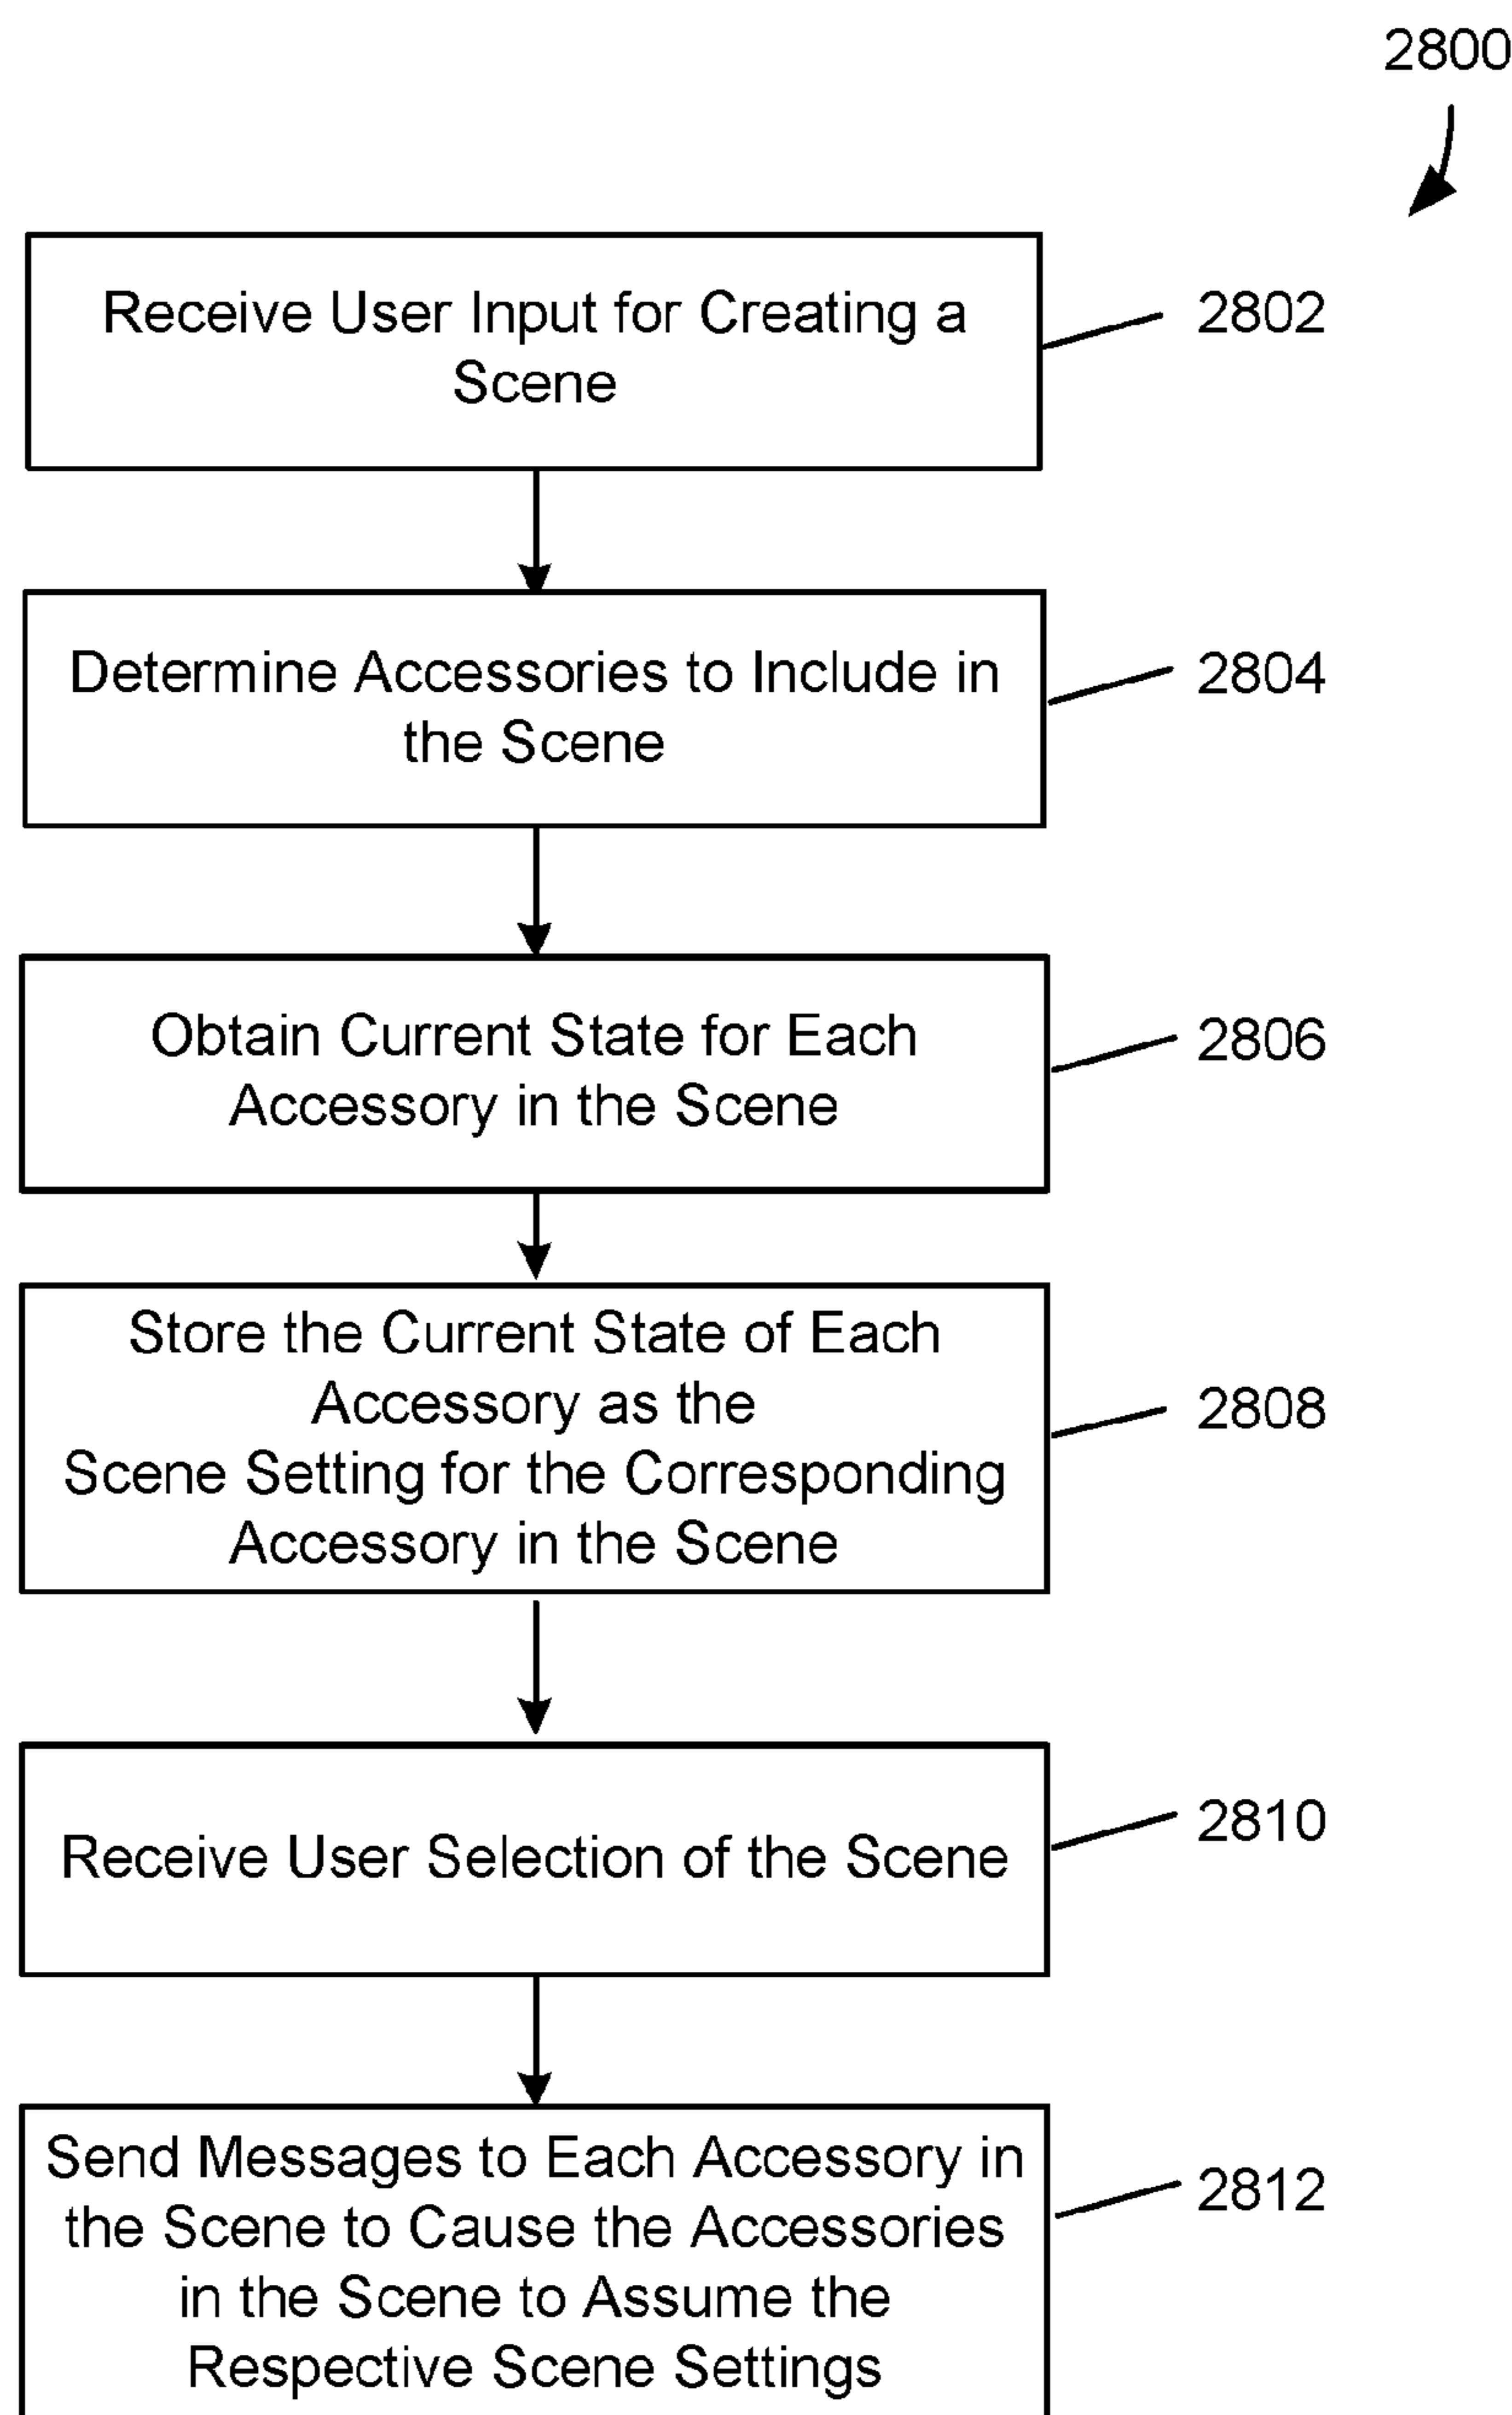 2800
Receive User Input for Creating a
Scene
2802
Determine Accessories to Include in
the Scene
2804
Obtain Current State for Each
Accessory in the Scene
2806
Store the Current State of Each
Accessory as the
Scene Setting for the Corresponding
Accessory in the Scene
2808
Receive User Selection of the Scene
2810
Send Messages to Each Accessory in
the Scene to Cause the Accessories
in the Scene to Assume the
Respective Scene Settings
2812